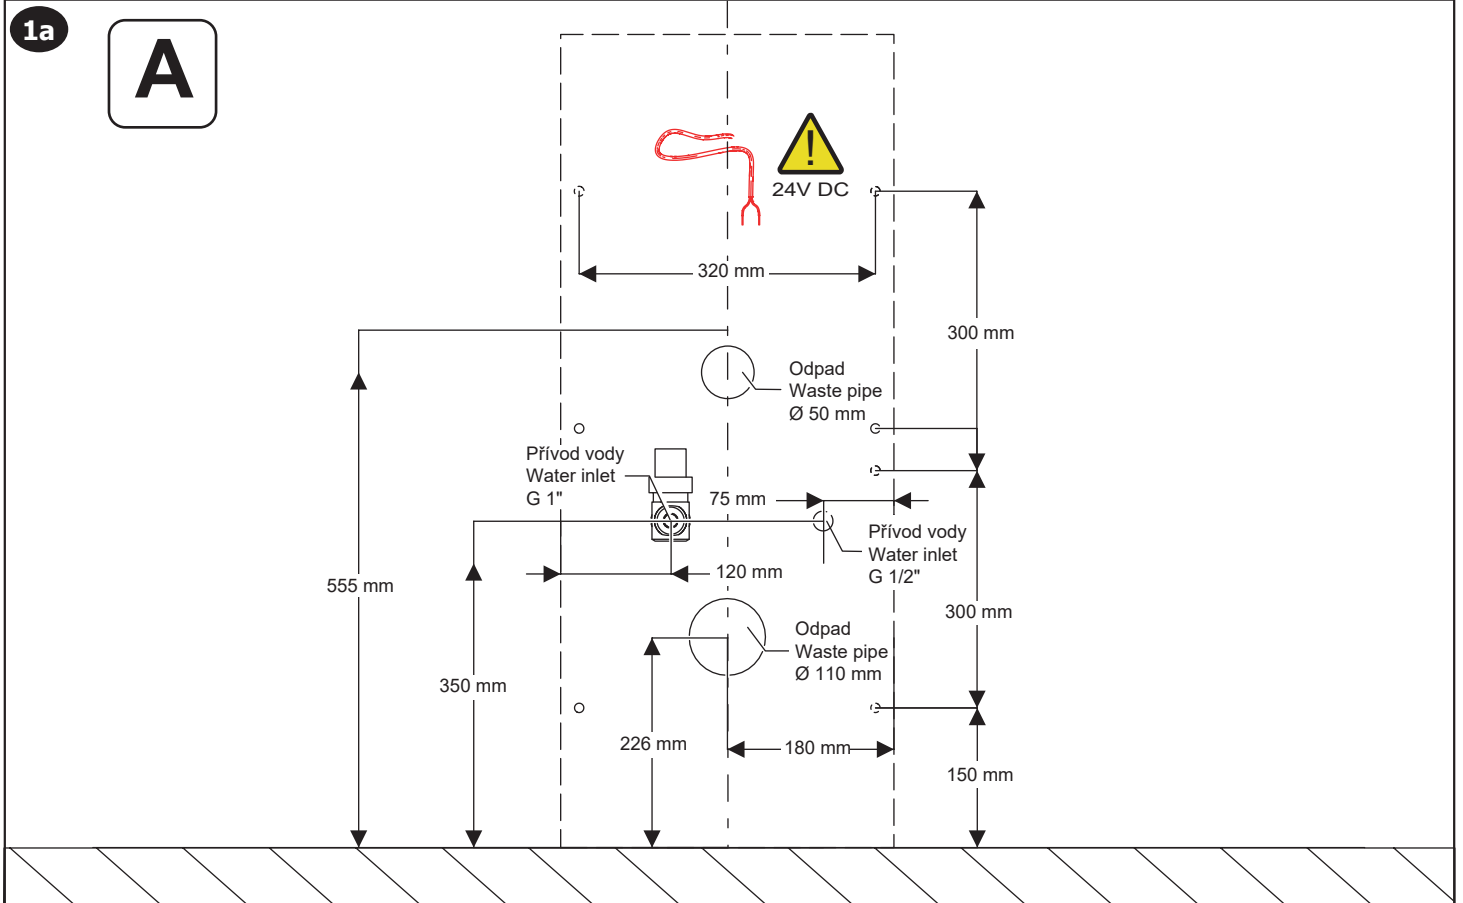 1a
A
24V DC
320 mm
300 mm
Odpad
Waste pipe
Ø 50 mm
Přívod vody
Water inlet
G 1"
75 mm
Přívod vody
Water inlet
G 1/2"
120 mm
555 mm
300 mm
Odpad
Waste pipe
Ø 110 mm
350 mm
226 mm
180 mm
150 mm